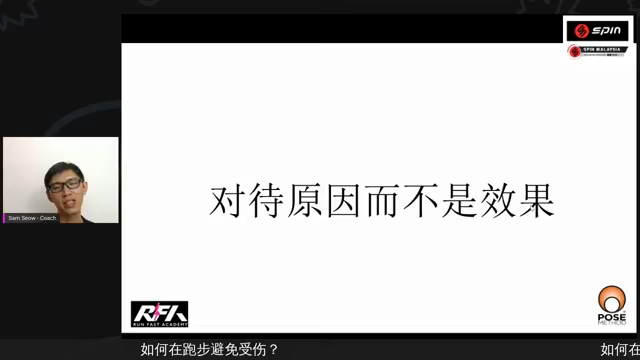 SPIN
SPIN MALAYSIA
对待原因而不是效果
Sam Seow - Coach
RFA
RUN FAST ACADEMY
POSE
METHOD
如何在跑步避免受伤？
如何在